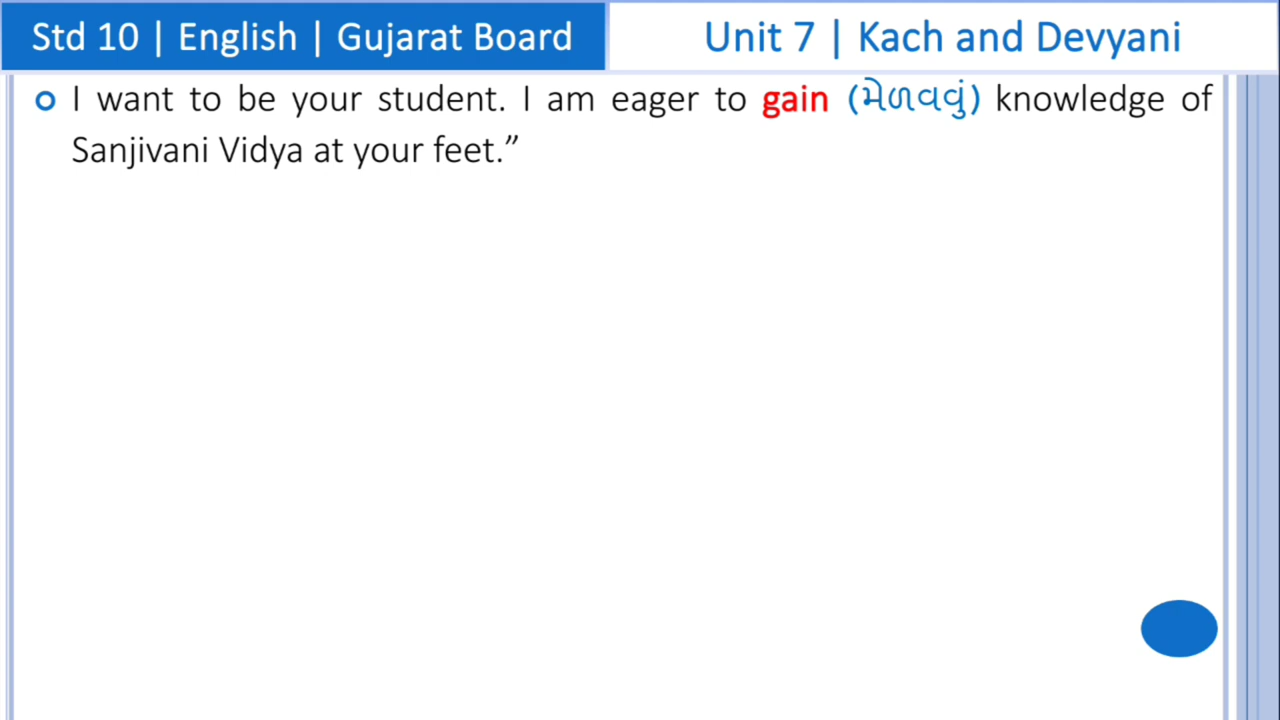 Std 10 | English | Gujarat Board
Unit 7 | Kach and Devyani
I want to be your student. I am eager to gain (મેળવવું) knowledge of
Sanjivani Vidya at your feet.”